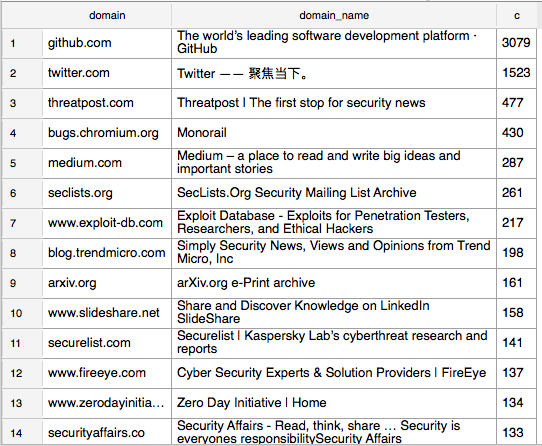 domain domain_name c
1 github.com The world's leading software development platform · GitHub 3079
2 twitter.com Twitter —— 聚焦当下。 1523
3 threatpost.com Threatpost | The first stop for security news 477
4 bugs.chromium.org Monorail 430
5 medium.com Medium – a place to read and write big ideas and important stories 287
6 seclists.org SecLists.Org Security Mailing List Archive 261
7 www.exploit-db.com Exploit Database - Exploits for Penetration Testers, Researchers, and Ethical Hackers 217
8 blog.trendmicro.com Simply Security News, Views and Opinions from Trend Micro, Inc 198
9 arxiv.org arXiv.org e-Print archive 161
10 www.slideshare.net Share and Discover Knowledge on LinkedIn SlideShare 158
11 securelist.com Securelist | Kaspersky Lab's cyberthreat research and reports 141
12 www.fireeye.com Cyber Security Experts & Solution Providers | FireEye 137
13 www.zerodayinitia... Zero Day Initiative | Home 134
14 securityaffairs.co Security Affairs - Read, think, share … Security is everyones responsibilitySecurity Affairs 133